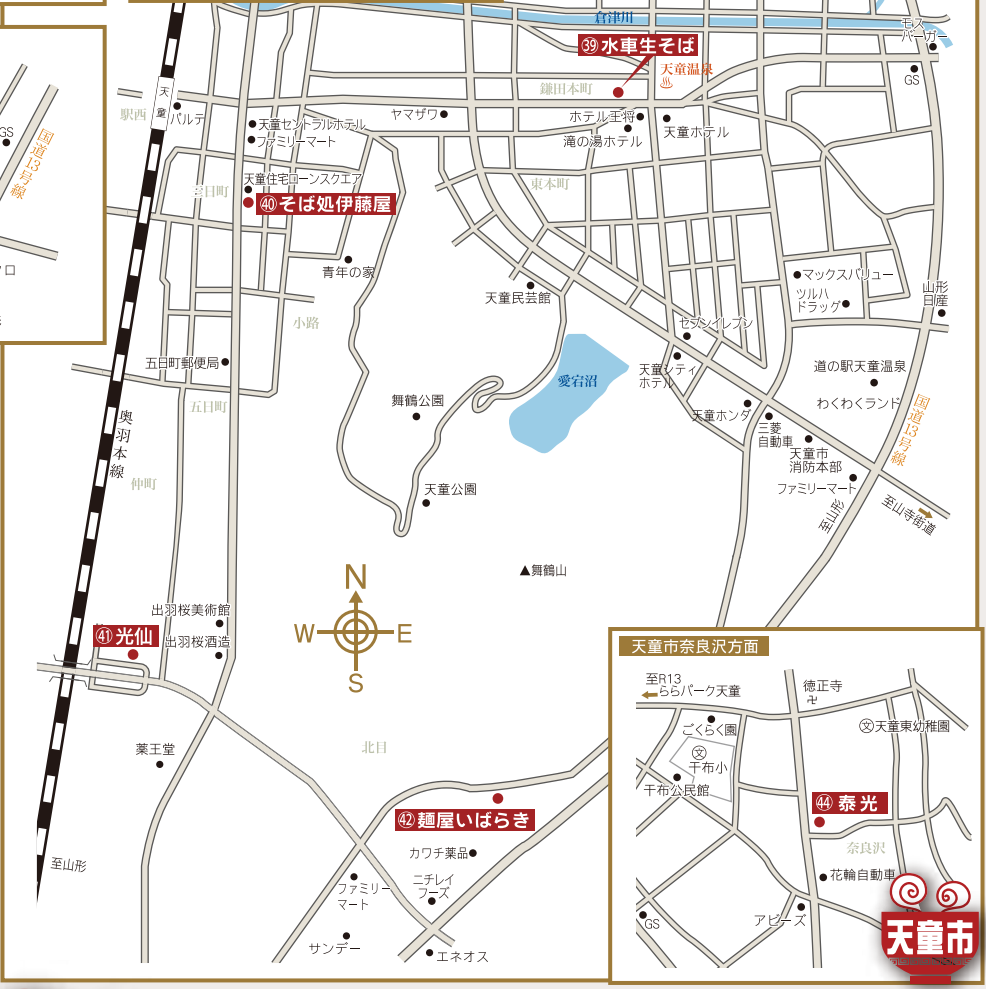 倉津川
モス
バーガー
㊴水車生そば
天童温泉
GS
鎌田本町
天童
駅西
パルテ
ヤマザワ
天童セントラルホテル
ファミリーマート
ホテル王将
滝の湯ホテル
天童ホテル
GS
国道13号線
天童住宅ローンスクエア
三日町
㊵そば処伊藤屋
東本町
青年の家
天童民芸館
マックスバリュー
ツルハ
ドラッグ
山形
日産
小路
セブンイレブン
五日町郵便局
愛宕沼
天童シティ
ホテル
道の駅天童温泉
わくわくランド
国道13号線
五日町
舞鶴公園
天童ホンダ
三菱
自動車
天童市
消防本部
奥羽本線
仲町
天童公園
ファミリーマート
至山形
至山寺街道
▲舞鶴山
N
W
E
S
出羽桜美術館
㊶光仙
出羽桜酒造
薬王堂
北目
㊷麺屋いばらき
カワチ薬品
ファミリー
マート
ニチレイ
フーズ
サンデー
エネオス
至山形
天童市奈良沢方面
至R13
ららパーク天童
徳正寺
卍
ごくらく園
文天童東幼稚園
文
干布小
干布公民館
㊹泰光
奈良沢
花輪自動車
アビーズ
GS
天童市